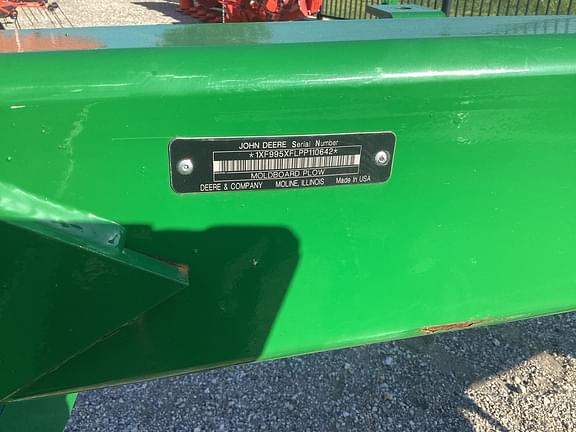 JOHN DEERE Serial Number
*1XF995XFLPP110642*
MOLDBOARD PLOW
DEERE & COMPANY MOLINE, ILLINOIS Made In USA